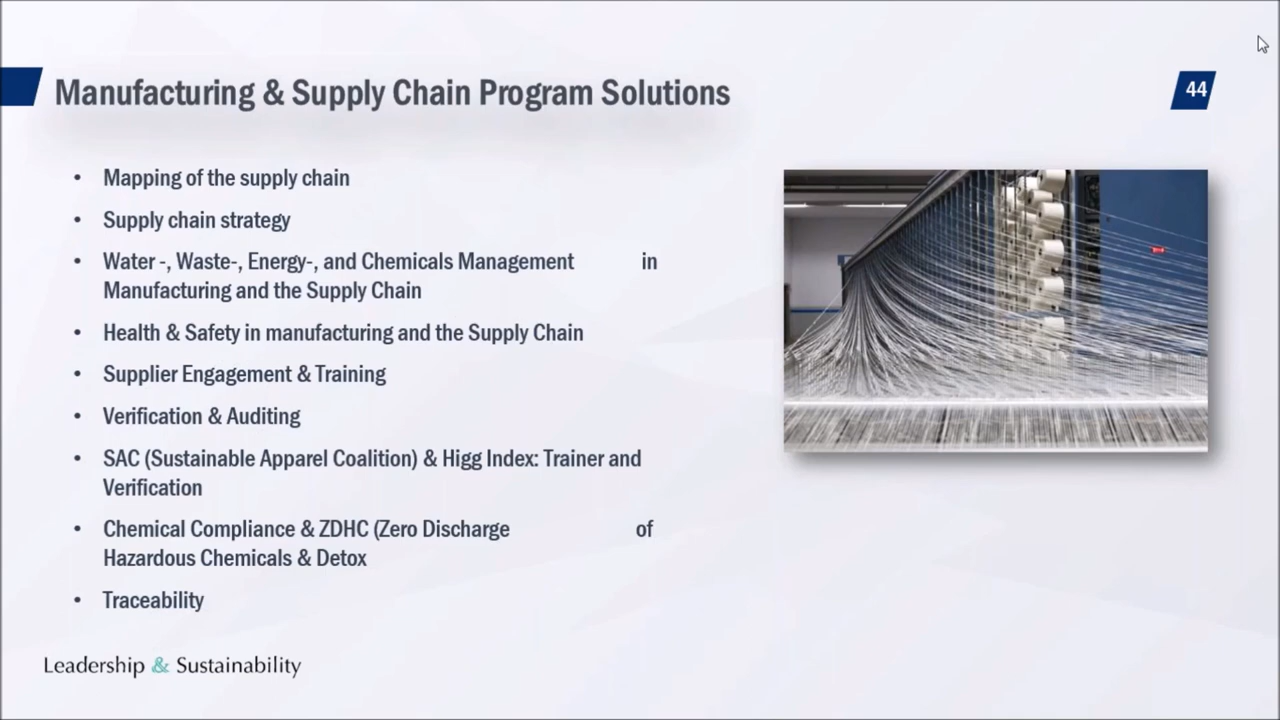 Manufacturing & Supply Chain Program Solutions
44
• Mapping of the supply chain
• Supply chain strategy
• Water -, Waste-, Energy-, and Chemicals Management in
Manufacturing and the Supply Chain
• Health & Safety in manufacturing and the Supply Chain
• Supplier Engagement & Training
• Verification & Auditing
• SAC (Sustainable Apparel Coalition) & Higg Index: Trainer and
Verification
• Chemical Compliance & ZDHC (Zero Discharge of
Hazardous Chemicals & Detox
• Traceability
Leadership & Sustainability